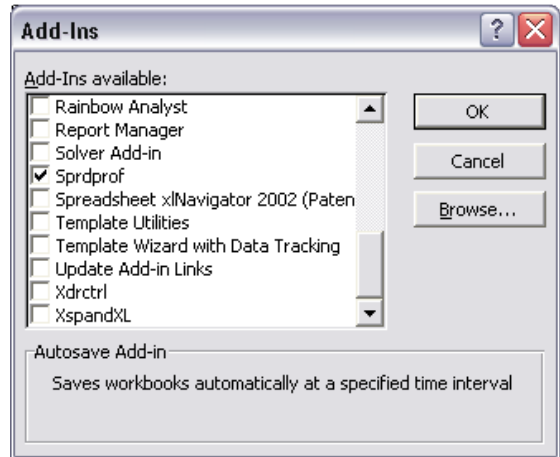 Add-Ins
Add-Ins available:
Rainbow Analyst
Report Manager
Solver Add-in
Sprdprof
Spreadsheet xlNavigator 2002 (Paten
Template Utilities
Template Wizard with Data Tracking
Update Add-in Links
Xdrctrl
XspandXL
OK
Cancel
Browse...
Autosave Add-in
Saves workbooks automatically at a specified time interval